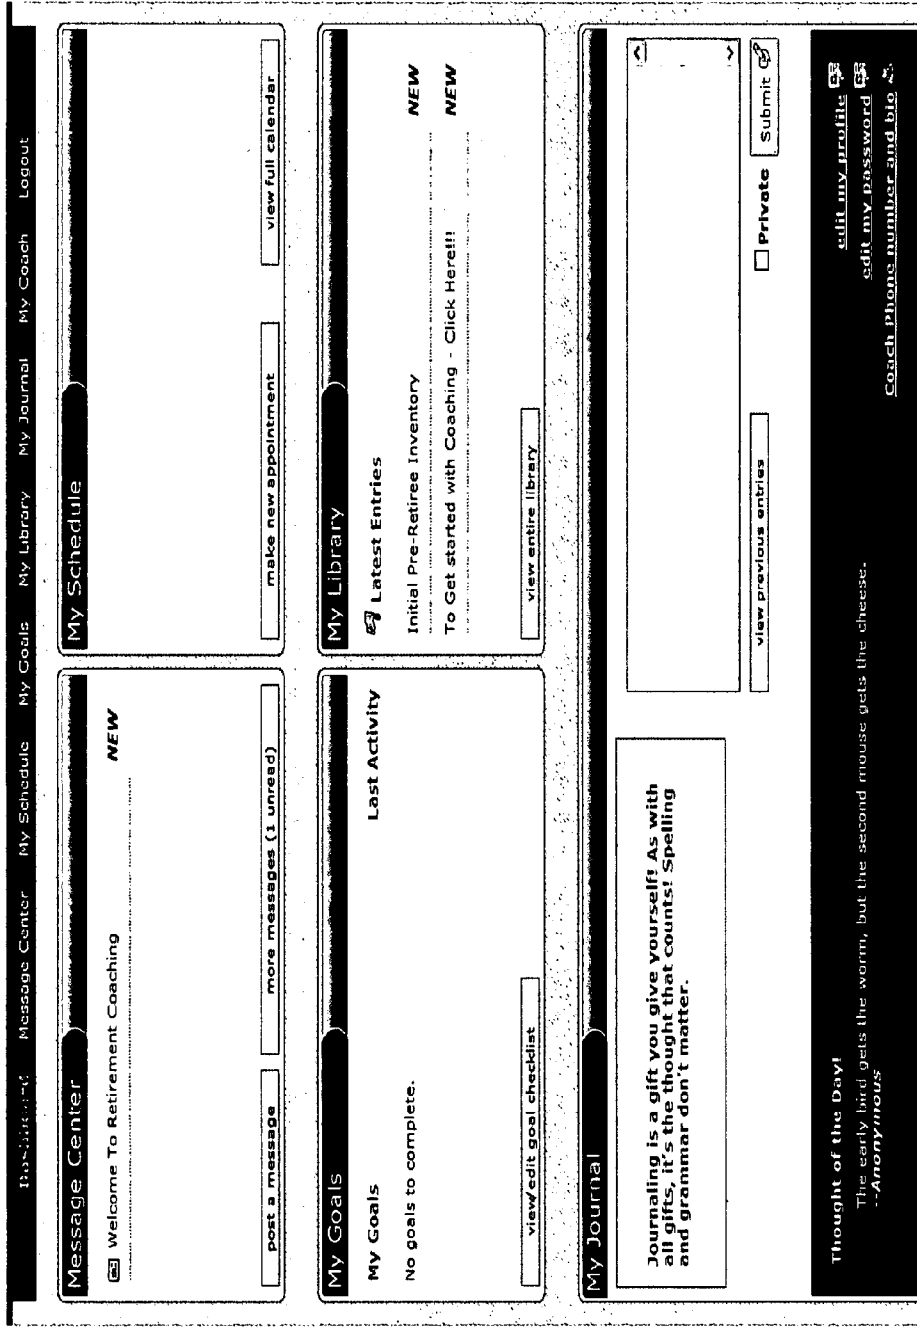 Message Center My Schedule My Goals My Library My Journal My Coach Logout
Message Center
Welcome To Retirement Coaching NEW
post a message
more messages (1 unread)
My Schedule
make new appointment
view full calendar
My Goals
My Goals Last Activity
No goals to complete.
view/edit goal checklist
My Library
Latest Entries
Initial Pre-Retiree Inventory NEW
To Get started with Coaching - Click Here!!! NEW
view entire library
My Journal
Journaling is a gift you give yourself! As with
all gifts, it's the thought that counts! Spelling
and grammar don't matter.
view previous entries
Private
Submit
Thought of the Day!
The early bird gets the worm, but the second mouse gets the cheese.
--Anonymous
edit my profile
edit my password
Coach Phone number and bio